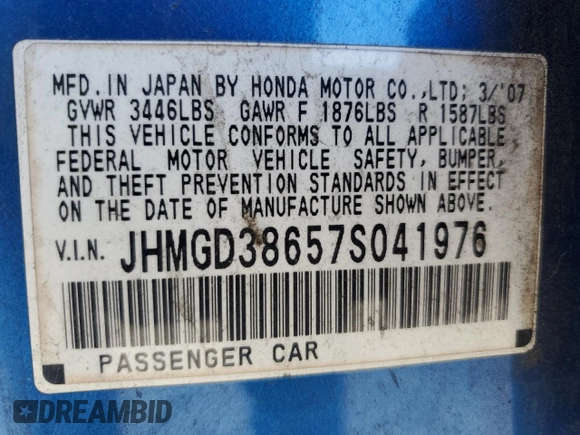 MFD. IN JAPAN BY HONDA MOTOR CO.,LTD; 3/'07
GVWR 3446LBS GAWR F 1876LBS R 1587LBS
THIS VEHICLE CONFORMS TO ALL APPLICABLE
FEDERAL MOTOR VEHICLE SAFETY, BUMPER,
AND THEFT PREVENTION STANDARDS IN EFFECT
ON THE DATE OF MANUFACTURE SHOWN ABOVE.
V.I.N. JHMGD38657S041976
PASSENGER CAR
DREAMBID